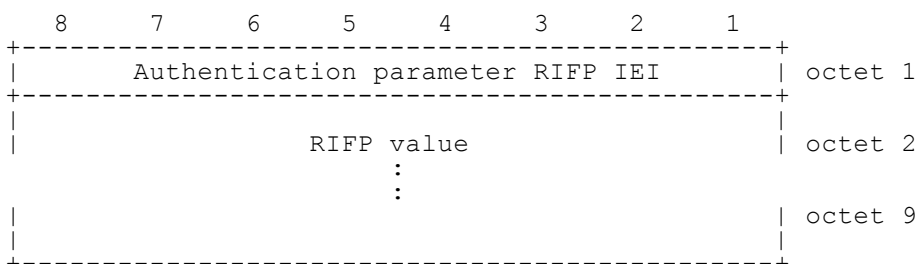 8 7 6 5 4 3 2 1
Authentication parameter RIFP IEI octet 1
RIFP value octet 2
:
:
octet 9